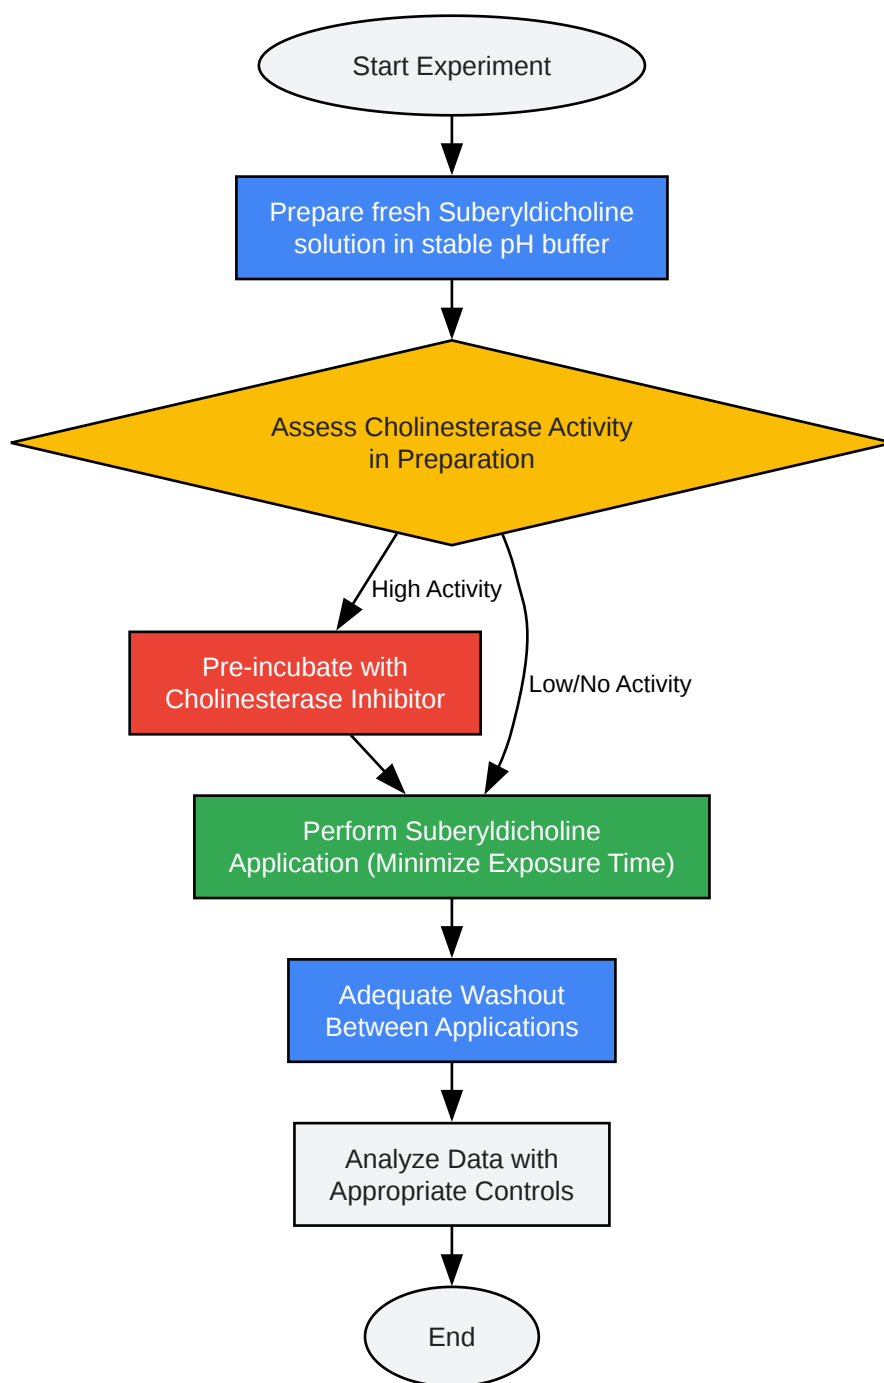 Start Experiment
Prepare fresh Suberyldicholine
solution in stable pH buffer
Assess Cholinesterase Activity
in Preparation
High Activity
Pre-incubate with
Cholinesterase Inhibitor
Low/No Activity
Perform Suberyldicholine
Application (Minimize Exposure Time)
Adequate Washout
Between Applications
Analyze Data with
Appropriate Controls
End